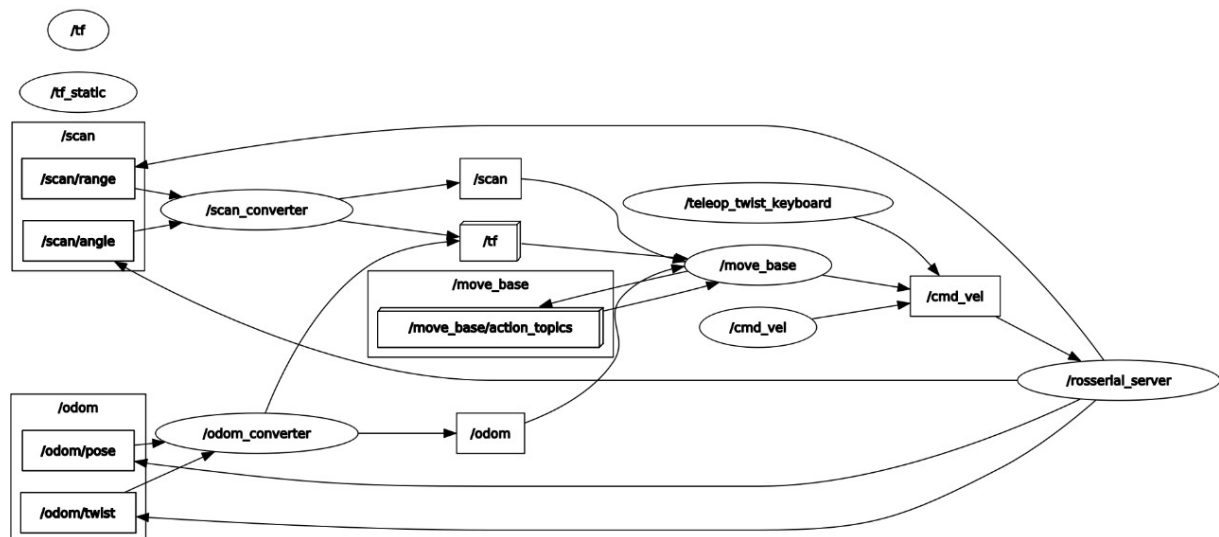 /tf
/tf_static
/scan
/scan/range
/scan/angle
/scan_converter
/scan
/tf
/teleop_twist_keyboard
/move_base
/move_base
/move_base/action_topics
/cmd_vel
/cmd_vel
/rosserial_server
/odom
/odom/pose
/odom/twist
/odom_converter
/odom